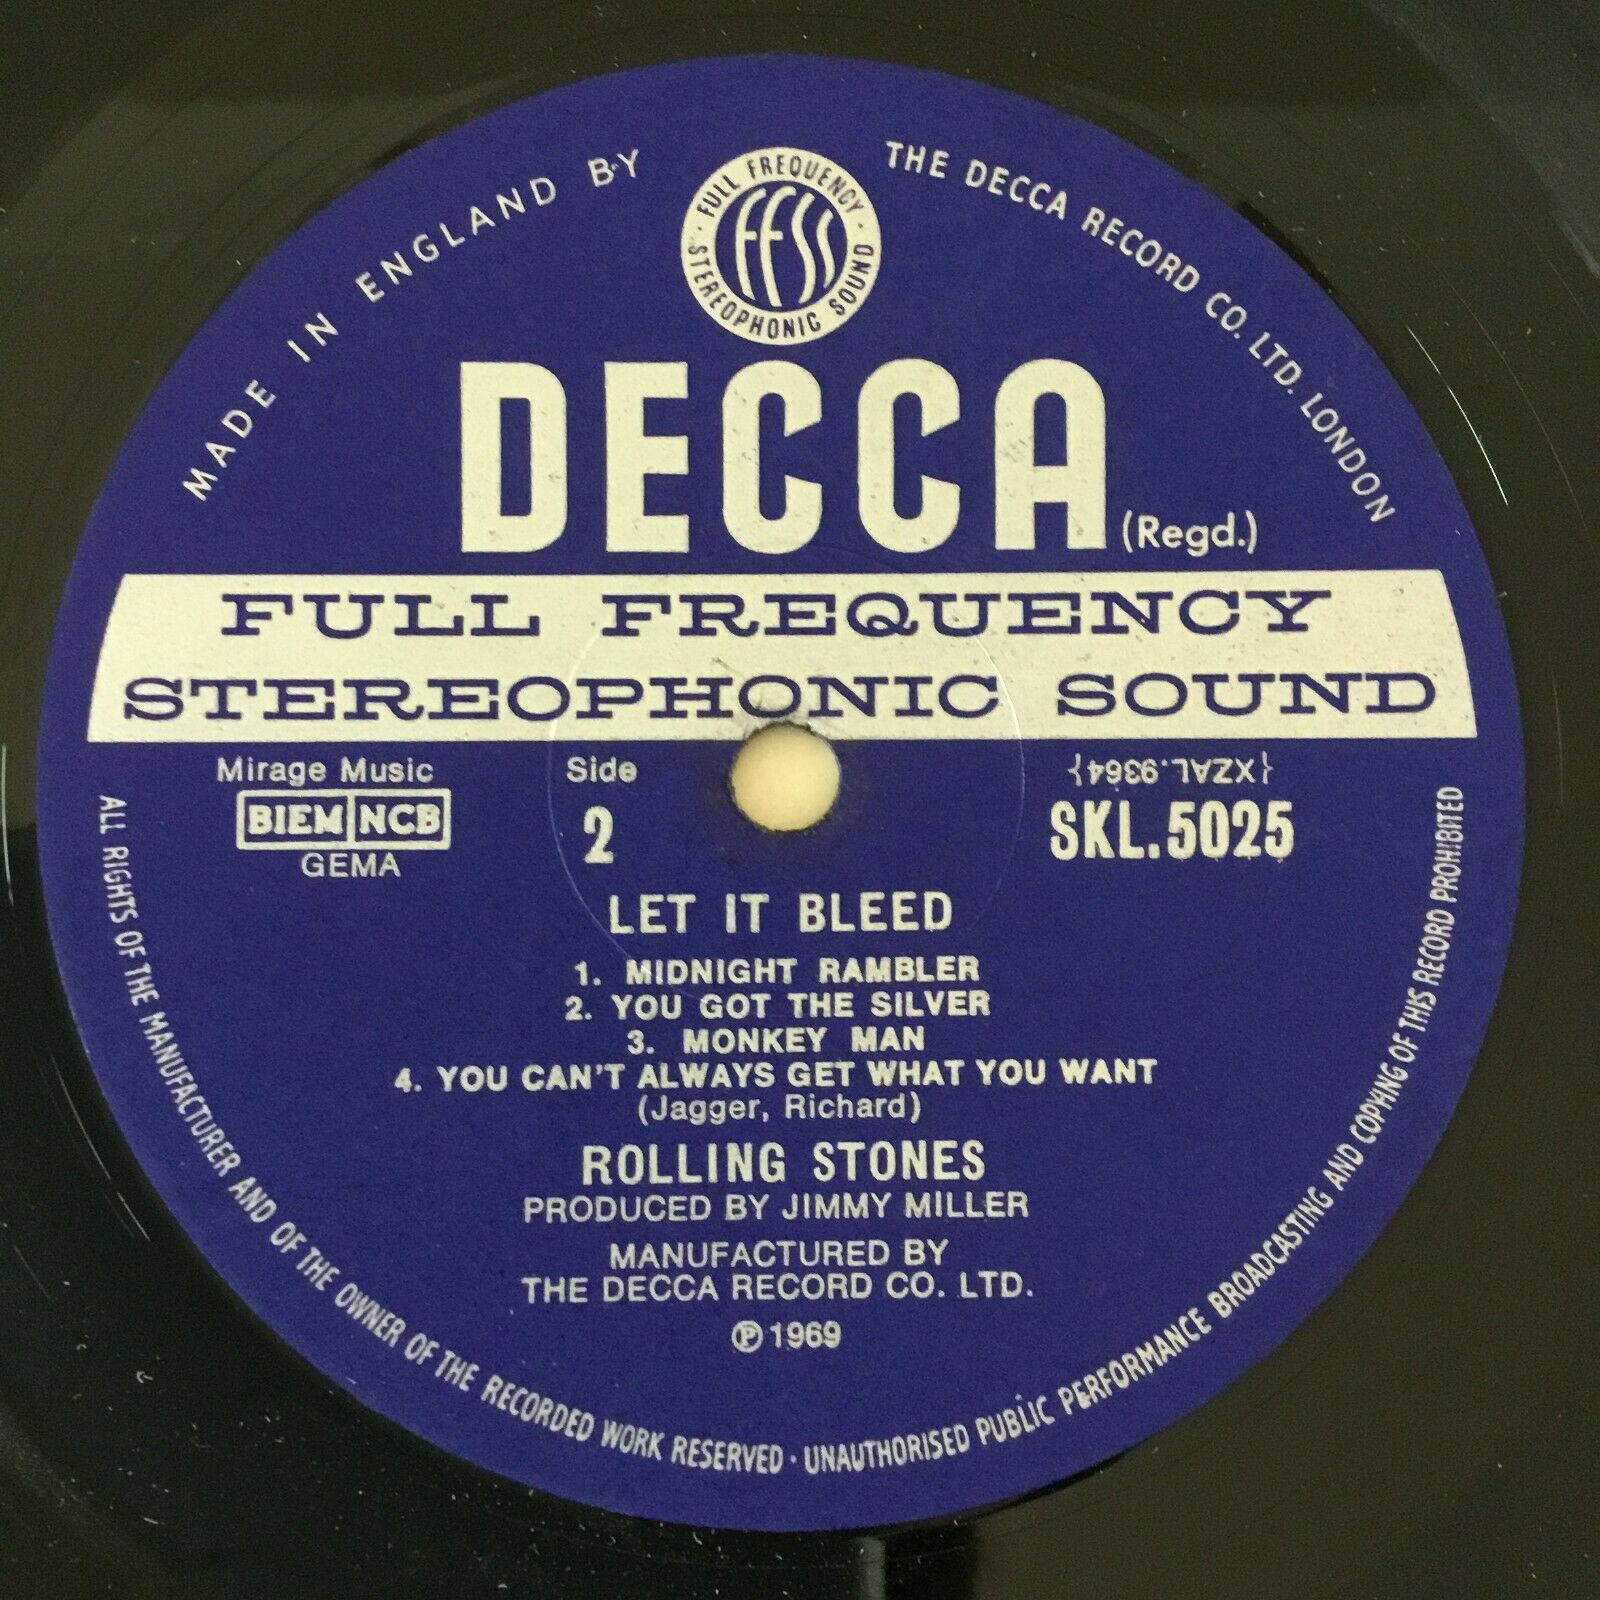 MADE IN ENGLAND BY
THE DECCA RECORD CO. LTD. LONDON
FULL FREQUENCY
ffss
STEREOPHONIC SOUND
DECCA (Regd.)
FULL FREQUENCY
STEREOPHONIC SOUND
Mirage Music
BIEM NCB
GEMA
Side
2
{XZAL.9364}
SKL.5025
LET IT BLEED
1. MIDNIGHT RAMBLER
2. YOU GOT THE SILVER
3. MONKEY MAN
4. YOU CAN'T ALWAYS GET WHAT YOU WANT
(Jagger, Richard)
ROLLING STONES
PRODUCED BY JIMMY MILLER
MANUFACTURED BY
THE DECCA RECORD CO. LTD.
℗ 1969
ALL RIGHTS OF THE MANUFACTURER AND OF THE OWNER OF THE RECORDED WORK RESERVED · UNAUTHORISED PUBLIC PERFORMANCE BROADCASTING AND COPYING OF THIS RECORD PROHIBITED